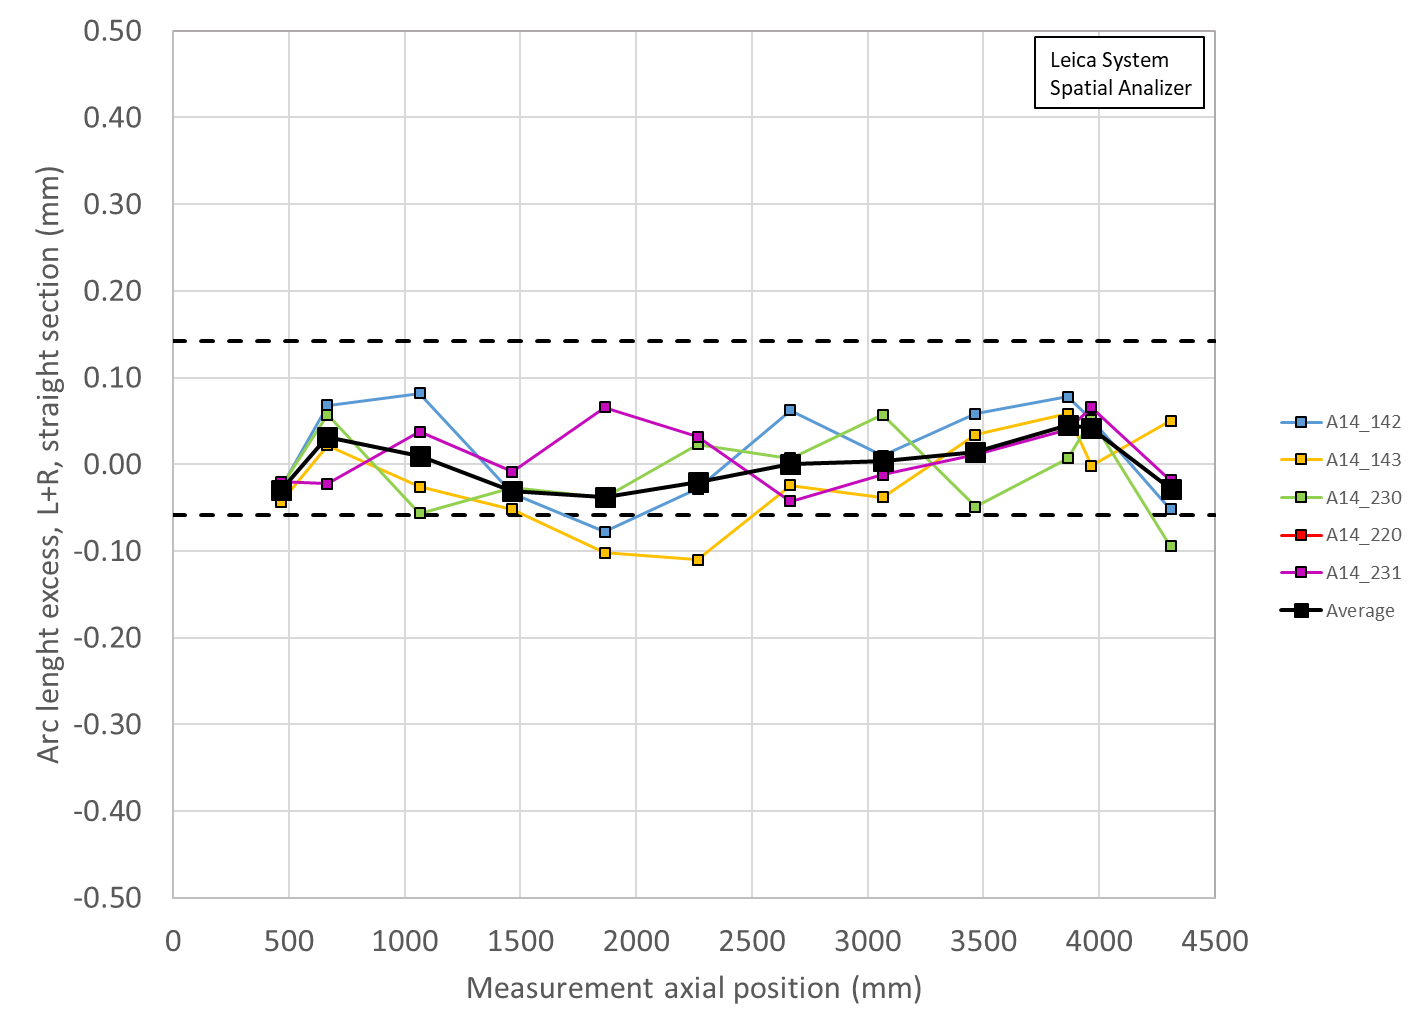 0.50
0.40
0.30
0.20
0.10
0.00
-0.10
-0.20
-0.30
-0.40
-0.50
Arc lenght excess, L+R, straight section (mm)
Leica System
Spatial Analizer
A14_142
A14_143
A14_230
A14_220
A14_231
Average
0 500 1000 1500 2000 2500 3000 3500 4000 4500
Measurement axial position (mm)